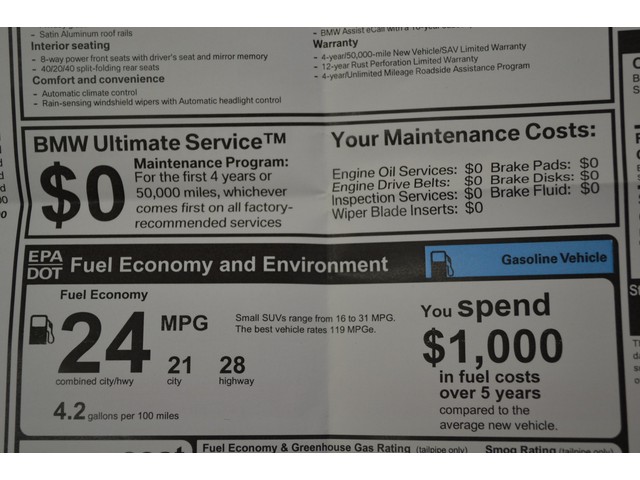 - Satin Aluminum roof rails
Interior seating
- 8-way power front seats with driver's seat and mirror memory
- 40/20/40 split-folding rear seats
Comfort and convenience
- Automatic climate control
- Rain-sensing windshield wipers with Automatic headlight control
- BMW Assist eCall with a 10-year
Warranty
- 4-year/50,000-mile New Vehicle/SAV Limited Warranty
- 12-year Rust Perforation Limited Warranty
- 4-year/Unlimited Mileage Roadside Assistance Program
BMW Ultimate Service™
$0
Maintenance Program:
For the first 4 years or
50,000 miles, whichever
comes first on all factory-
recommended services
Your Maintenance Costs:
Engine Oil Services: $0 Brake Pads: $0
Engine Drive Belts: $0 Brake Disks: $0
Inspection Services: $0 Brake Fluid: $0
Wiper Blade Inserts: $0
EPA
DOT
Fuel Economy and Environment
Gasoline Vehicle
Fuel Economy
24
MPG
21
28
combined city/hwy
city
highway
4.2 gallons per 100 miles
Small SUVs range from 16 to 31 MPG.
The best vehicle rates 119 MPGe.
You spend
$1,000
in fuel costs
over 5 years
compared to the
average new vehicle.
Fuel Economy & Greenhouse Gas Rating (tailpipe only)
Smog Rating (tailpipe only)